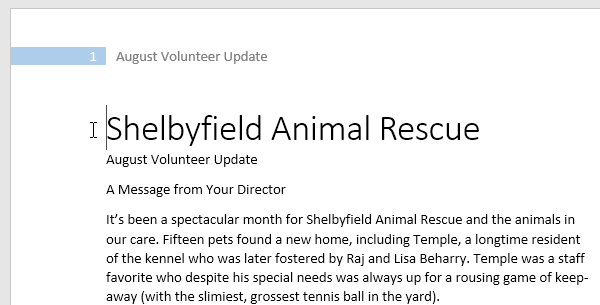 1 August Volunteer Update
Shelbyfield Animal Rescue
August Volunteer Update
A Message from Your Director
It’s been a spectacular month for Shelbyfield Animal Rescue and the animals in
our care. Fifteen pets found a new home, including Temple, a longtime resident
of the kennel who was later fostered by Raj and Lisa Beharry. Temple was a staff
favorite who despite his special needs was always up for a rousing game of keep-
away (with the slimiest, grossest tennis ball in the yard).